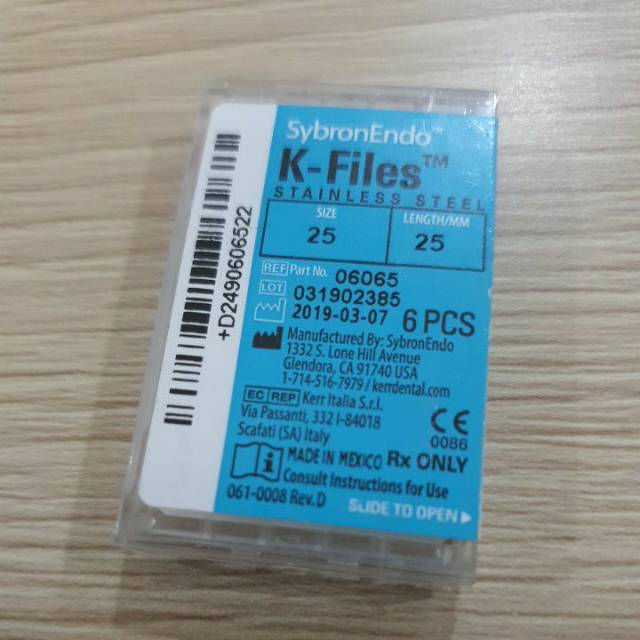 SybronEndo™
K-Files™
STAINLESS STEEL
SIZE
25
LENGTH/MM
25
REF Part No. 06065
LOT 031902385
2019-03-07 6 PCS
Manufactured By: SybronEndo
1332 S. Lone Hill Avenue
Glendora, CA 91740 USA
1-714-516-7979 / kerrdental.com
EC REP Kerr Italia S.r.l.
Via Passanti, 332 I-84018
Scafati (SA) Italy
CE
0086
MADE IN MEXICO Rx ONLY
Consult Instructions for Use
061-0008 Rev. D
SLIDE TO OPEN
+D2490606522